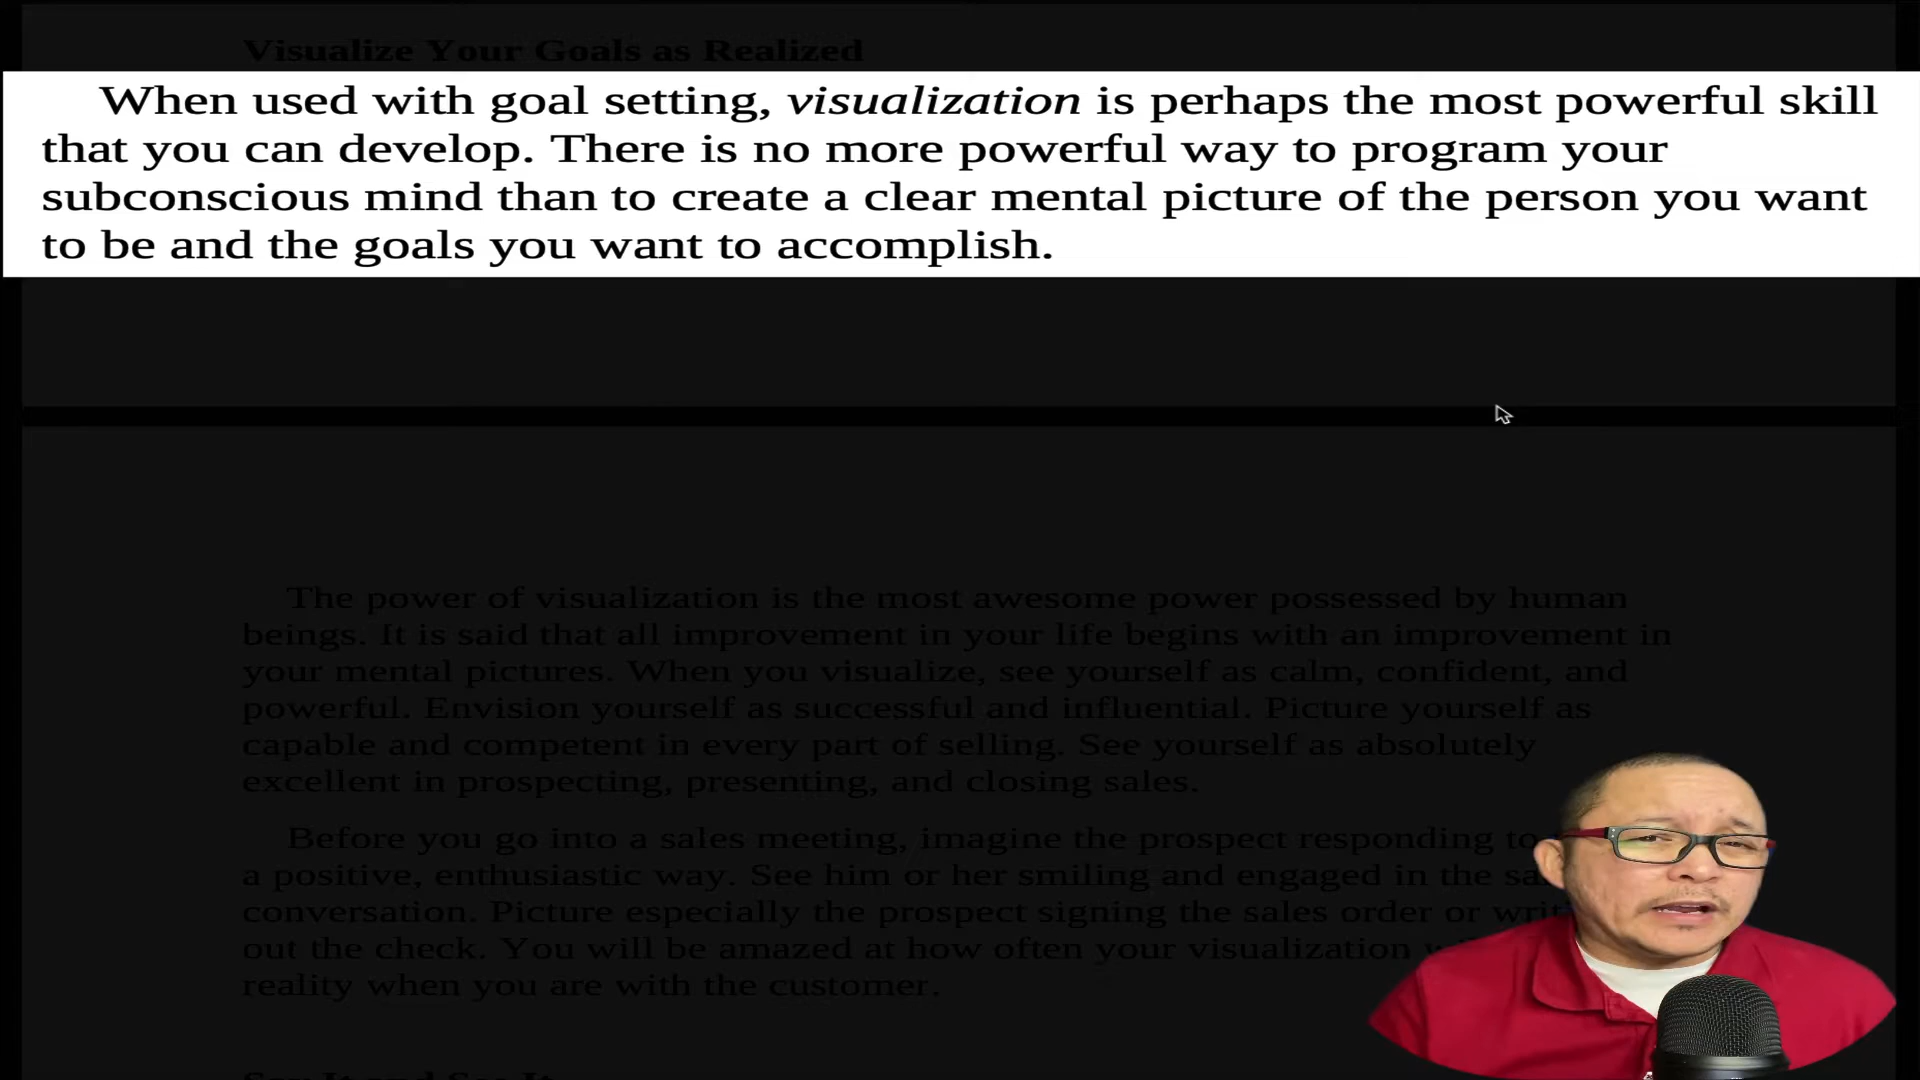 Visualize Your Goals as Realized
When used with goal setting, visualization is perhaps the most powerful skill
that you can develop. There is no more powerful way to program your
subconscious mind than to create a clear mental picture of the person you want
to be and the goals you want to accomplish.
The power of visualization is the most awesome power possessed by human
beings. It is said that all improvement in your life begins with an improvement in
your mental pictures. When you visualize, see yourself as calm, confident, and
powerful. Envision yourself as successful and influential. Picture yourself as
capable and competent in every part of selling. See yourself as absolutely
excellent in prospecting, presenting, and closing sales.
Before you go into a sales meeting, imagine the prospect responding to
a positive, enthusiastic way. See him or her smiling and engaged in the
conversation. Picture especially the prospect signing the sales order or
out the check. You will be amazed at how often your visualization
reality when you are with the customer.